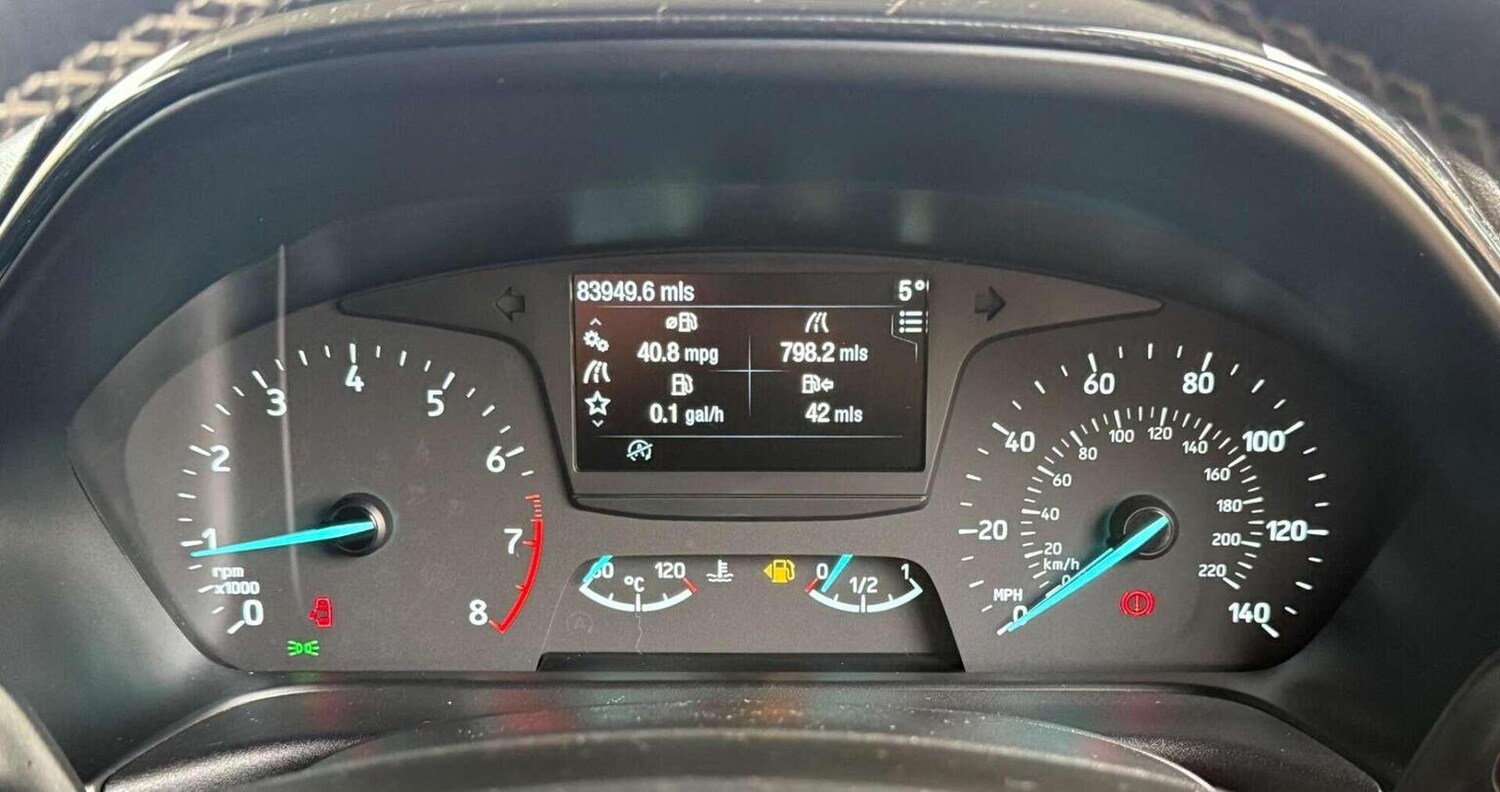 83949.6 mls 5°
40.8 mpg 798.2 mls
0.1 gal/h 42 mls
0 1 2 3 4 5 6 7 8
rpm
x1000
60 °C 120
0 1/2 1
0 20 40 60 80 100 120 140
MPH
km/h
0 20 40 60 80 100 120 140 160 180 200 220